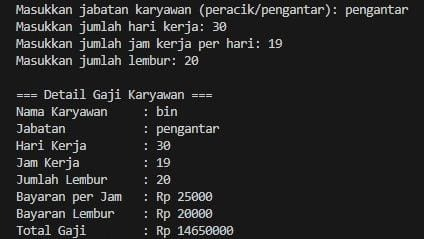 Masukkan jabatan karyawan (peracik/pengantar): pengantar
Masukkan jumlah hari kerja: 30
Masukkan jumlah jam kerja per hari: 19
Masukkan jumlah lembur: 20
=== Detail Gaji Karyawan ===
Nama Karyawan : bin
Jabatan : pengantar
Hari Kerja : 30
Jam Kerja : 19
Jumlah Lembur : 20
Bayaran per Jam : Rp 25000
Bayaran Lembur : Rp 20000
Total Gaji : Rp 14650000